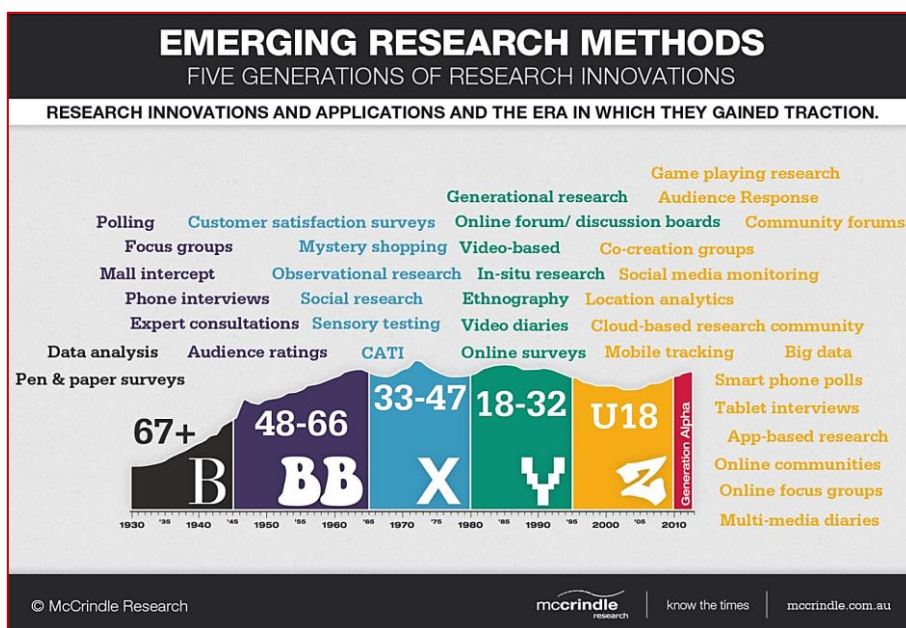 EMERGING RESEARCH METHODS
FIVE GENERATIONS OF RESEARCH INNOVATIONS
RESEARCH INNOVATIONS AND APPLICATIONS AND THE ERA IN WHICH THEY GAINED TRACTION.
Game playing research
Generational research Audience Response
Polling Customer satisfaction surveys Online forum/ discussion boards Community forums
Focus groups Mystery shopping Video-based Co-creation groups
Mall intercept Observational research In-situ research Social media monitoring
Phone interviews Social research Ethnography Location analytics
Expert consultations Sensory testing Video diaries Cloud-based research community
Data analysis Audience ratings CATI Online surveys Mobile tracking Big data
Pen & paper surveys Smart phone polls
33-47 18-32 Tablet interviews
67+ 48-66 U18
App-based research
B BB X Y Z Generation Alpha Online communities
Online focus groups
Multi-media diaries
1930 '35 1940 '45 1950 '55 1960 '65 1970 '75 1980 '85 1990 '95 2000 '05 2010
© McCrindle Research mccrindle research know the times mccrindle.com.au